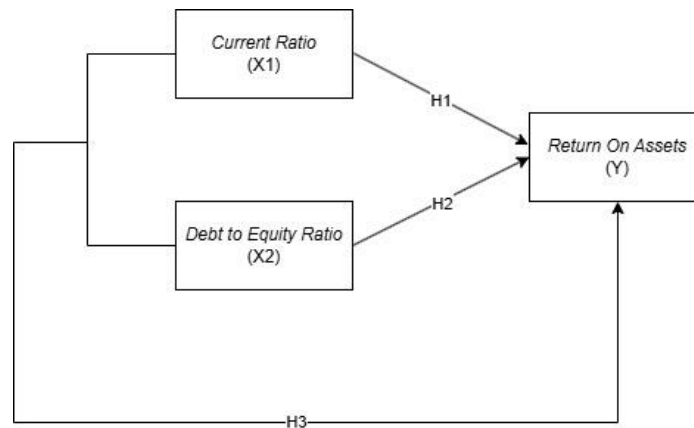 Current Ratio
(X1)
H1
Return On Assets
(Y)
Debt to Equity Ratio
(X2)
H2
H3